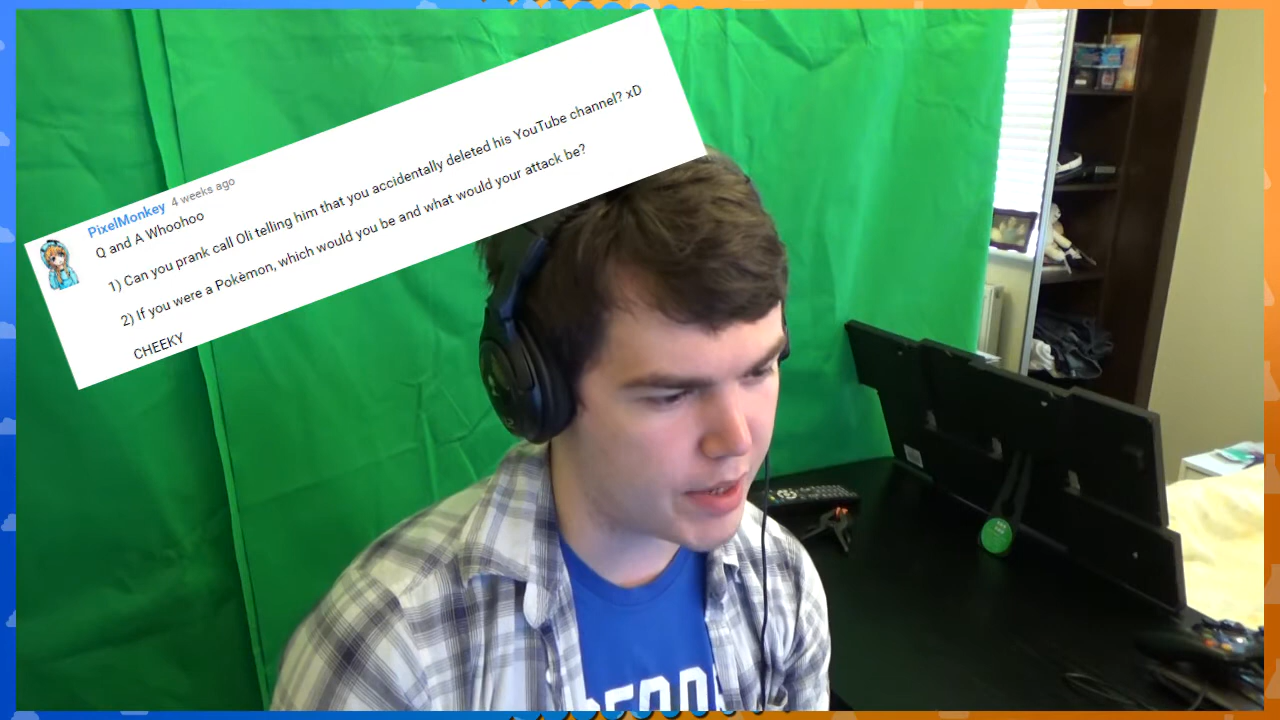 PixelMonkey 4 weeks ago
Q and A Whoohoo
1) Can you prank call Oli telling him that you accidentally deleted his YouTube channel? xD
2) If you were a Pokèmon, which would you be and what would your attack be?
CHEEKY